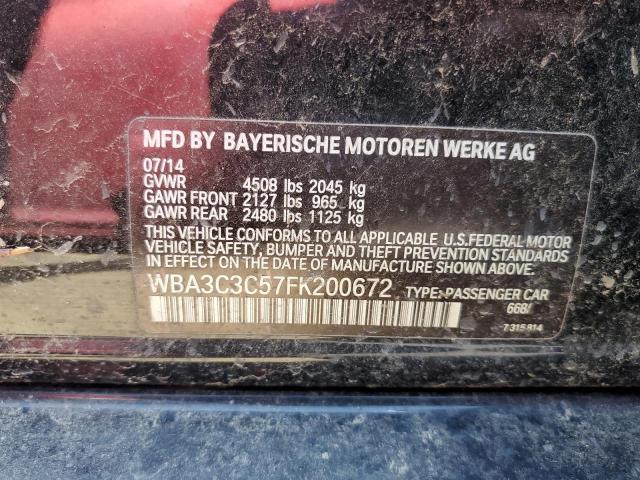 MFD BY BAYERISCHE MOTOREN WERKE AG
07/14
GVWR 4508 lbs 2045 kg
GAWR FRONT 2127 lbs 965 kg
GAWR REAR 2480 lbs 1125 kg
THIS VEHICLE CONFORMS TO ALL APPLICABLE U.S.FEDERAL MOTOR
VEHICLE SAFETY, BUMPER AND THEFT PREVENTION STANDARDS
IN EFFECT ON THE DATE OF MANUFACTURE SHOWN ABOVE.
WBA3C3C57FK200672 TYPE: PASSENGER CAR
668/
7 315 814